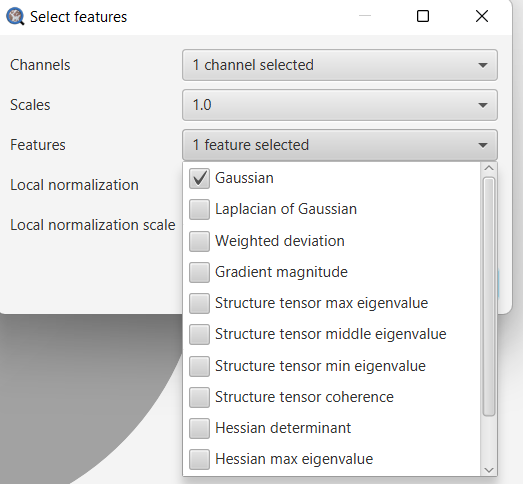 Select features
Channels 1 channel selected
Scales 1.0
Features 1 feature selected
Gaussian
Local normalization
Laplacian of Gaussian
Local normalization scale
Weighted deviation
Gradient magnitude
Structure tensor max eigenvalue
Structure tensor middle eigenvalue
Structure tensor min eigenvalue
Structure tensor coherence
Hessian determinant
Hessian max eigenvalue